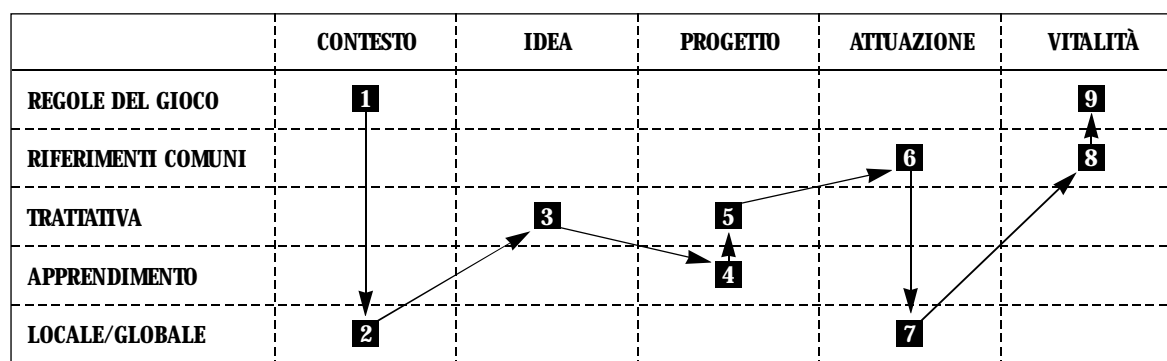 CONTESTO IDEA PROGETTO ATTUAZIONE VITALITÀ
REGOLE DEL GIOCO 1 9
RIFERIMENTI COMUNI 6 8
TRATTATIVA 3 5
APPRENDIMENTO 4
LOCALE/GLOBALE 2 7